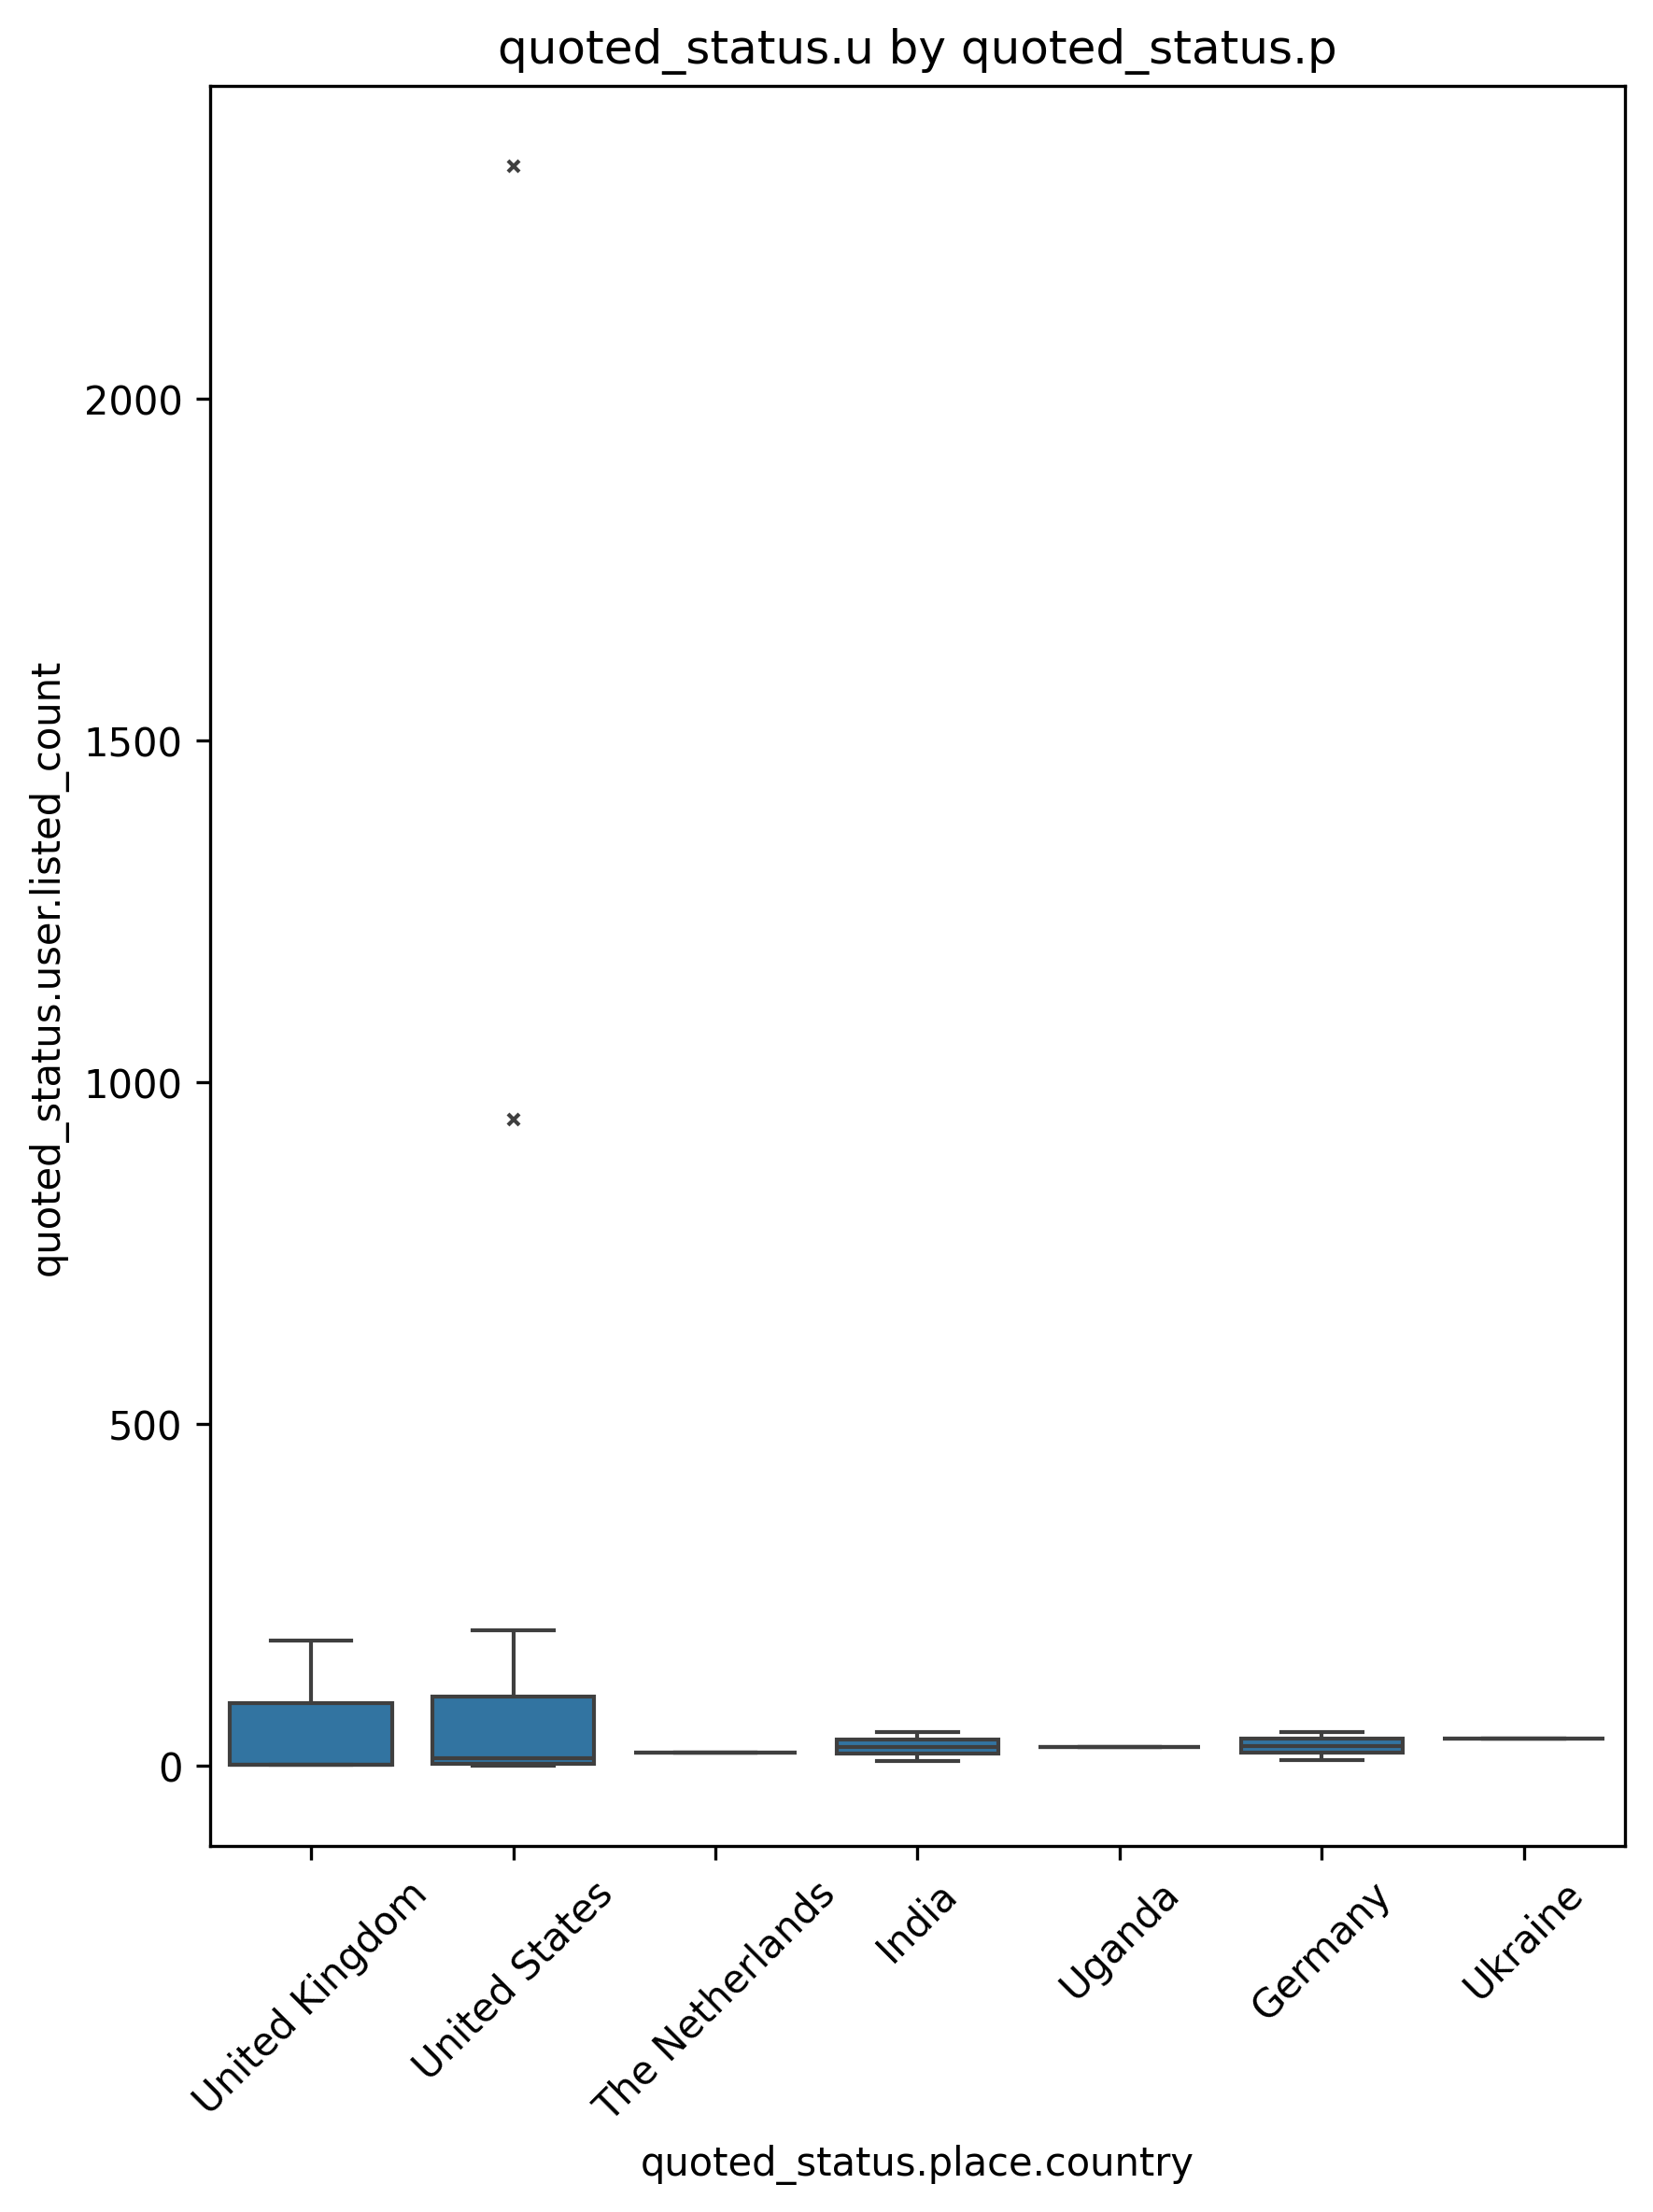 quoted_status.u by quoted_status.p
quoted_status.user.listed_count
2000
1500
1000
500
0
United Kingdom
United States
The Netherlands
India
Uganda
Germany
Ukraine
quoted_status.place.country